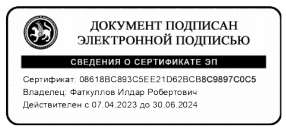 ДОКУМЕНТ ПОДПИСАН
ЭЛЕКТРОННОЙ ПОДПИСЬЮ
СВЕДЕНИЯ О СЕРТИФИКАТЕ ЭП
Сертификат: 08618BC893C5EE21D62BCB8C9897C0C5
Владелец: Фаткуллов Илдар Робертович
Действителен с 07.04.2023 до 30.06.2024